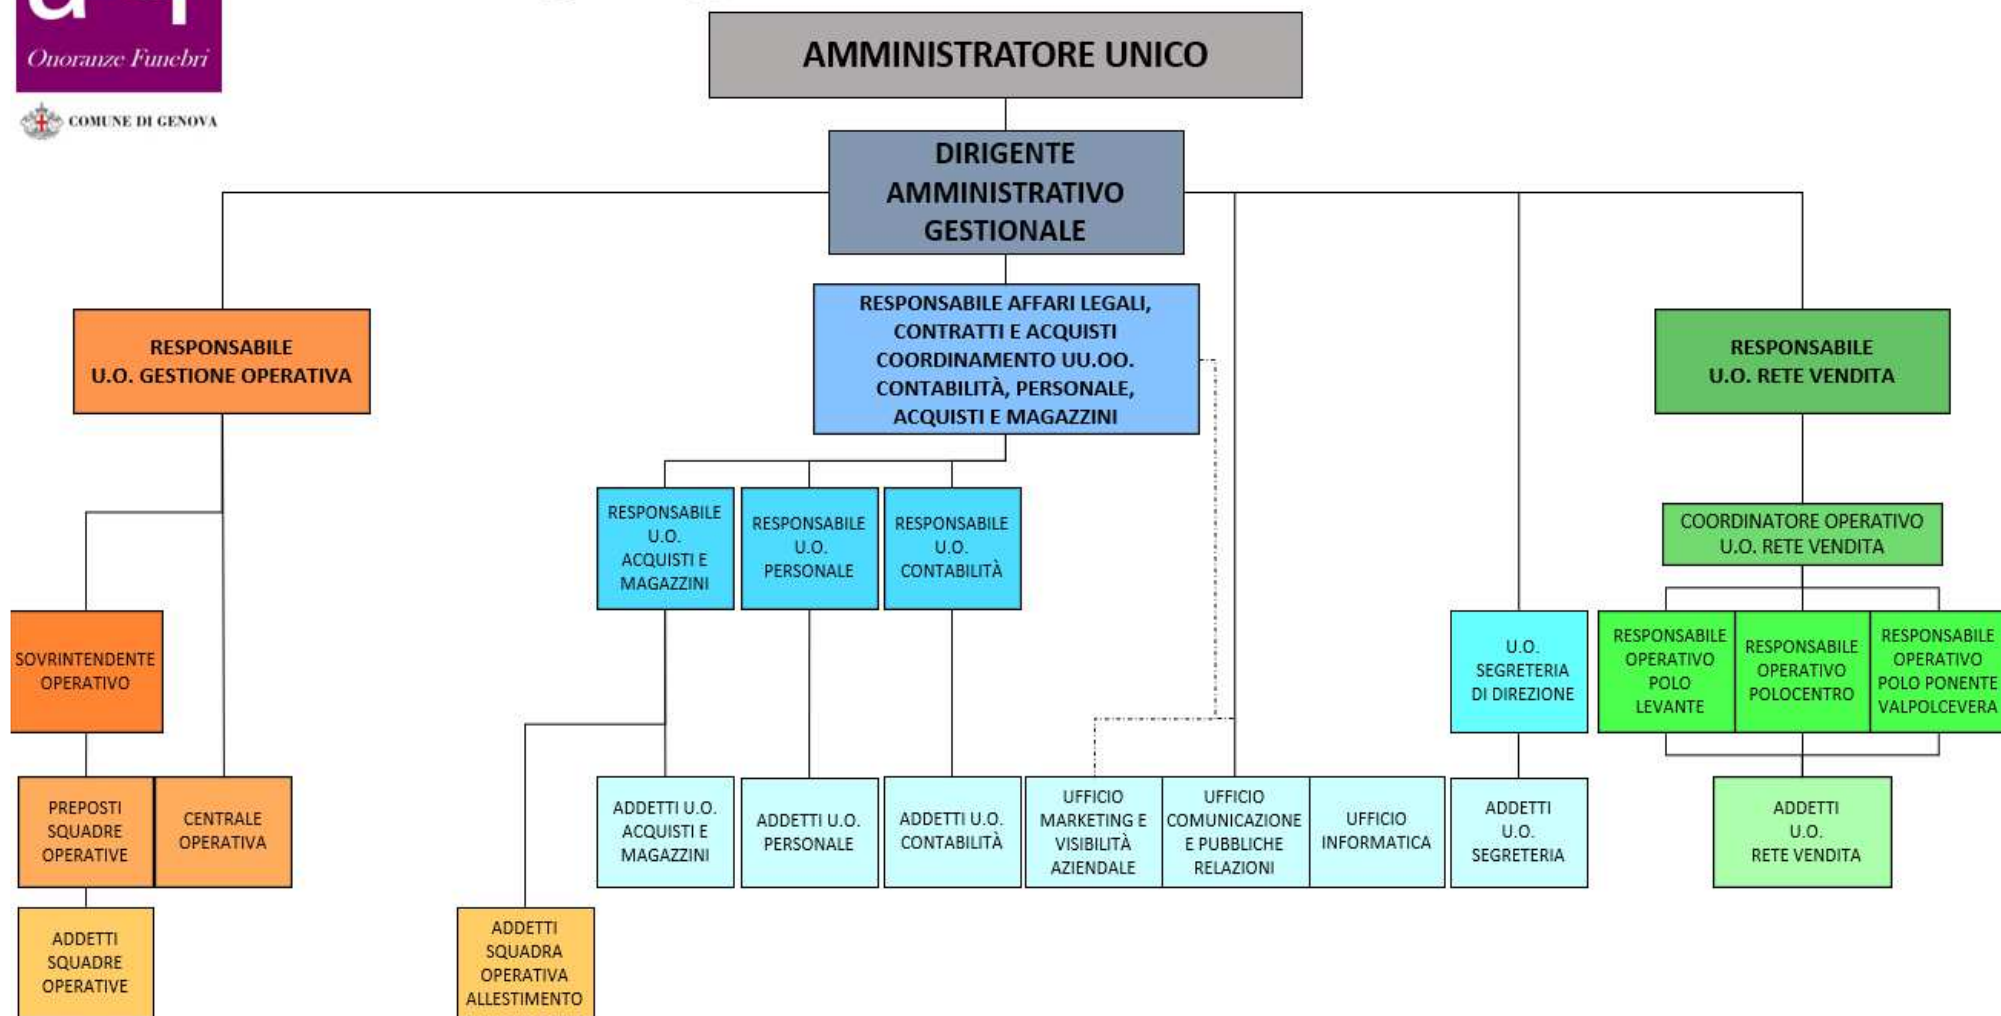 Onoranze Funebri
COMUNE DI GENOVA
AMMINISTRATORE UNICO
DIRIGENTE
AMMINISTRATIVO
GESTIONALE
RESPONSABILE
U.O. GESTIONE OPERATIVA
RESPONSABILE AFFARI LEGALI,
CONTRATTI E ACQUISTI
COORDINAMENTO UU.OO.
CONTABILITÀ, PERSONALE,
ACQUISTI E MAGAZZINI
RESPONSABILE
U.O. RETE VENDITA
RESPONSABILE
U.O.
ACQUISTI E
MAGAZZINI
RESPONSABILE
U.O.
PERSONALE
RESPONSABILE
U.O.
CONTABILITÀ
COORDINATORE OPERATIVO
U.O. RETE VENDITA
SOVRINTENDENTE
OPERATIVO
U.O.
SEGRETERIA
DI DIREZIONE
RESPONSABILE
OPERATIVO
POLO
LEVANTE
RESPONSABILE
OPERATIVO
POLOCENTRO
RESPONSABILE
OPERATIVO
POLO PONENTE
VALPOLCEVERA
PREPOSTI
SQUADRE
OPERATIVE
CENTRALE
OPERATIVA
ADDETTI U.O.
ACQUISTI E
MAGAZZINI
ADDETTI U.O.
PERSONALE
ADDETTI U.O.
CONTABILITÀ
UFFICIO
MARKETING E
VISIBILITÀ
AZIENDALE
UFFICIO
COMUNICAZIONE
E PUBBLICHE
RELAZIONI
UFFICIO
INFORMATICA
ADDETTI
U.O.
SEGRETERIA
ADDETTI
U.O.
RETE VENDITA
ADDETTI
SQUADRE
OPERATIVE
ADDETTI
SQUADRA
OPERATIVA
ALLESTIMENTO